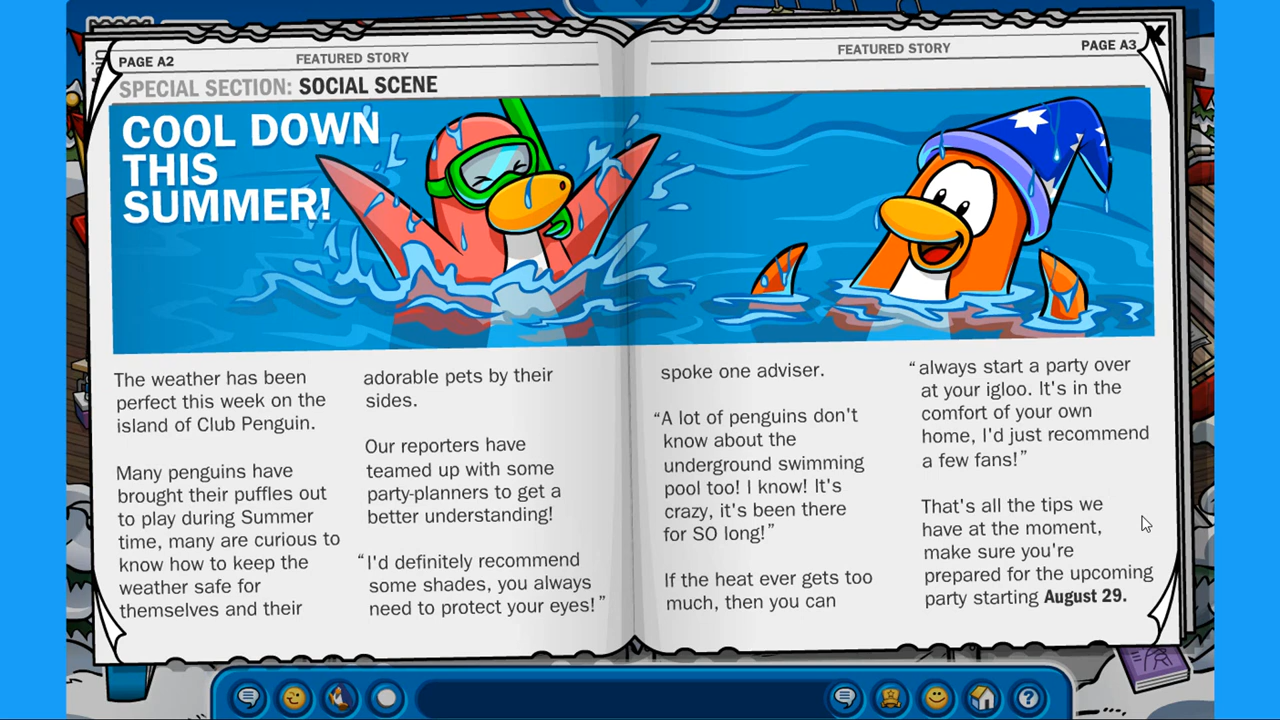 PAGE A2
FEATURED STORY
SPECIAL SECTION: SOCIAL SCENE
COOL DOWN
THIS
SUMMER!
The weather has been
perfect this week on the
island of Club Penguin.
Many penguins have
brought their puffles out
to play during Summer
time, many are curious to
know how to keep the
weather safe for
themselves and their
adorable pets by their
sides.
Our reporters have
teamed up with some
party-planners to get a
better understanding!
“I'd definitely recommend
some shades, you always
need to protect your eyes!”
FEATURED STORY
PAGE A3
spoke one adviser.
“A lot of penguins don't
know about the
underground swimming
pool too! I know! It's
crazy, it's been there
for SO long!”
If the heat ever gets too
much, then you can
“always start a party over
at your igloo. It's in the
comfort of your own
home, I'd just recommend
a few fans!”
That's all the tips we
have at the moment,
make sure you're
prepared for the upcoming
party starting August 29.